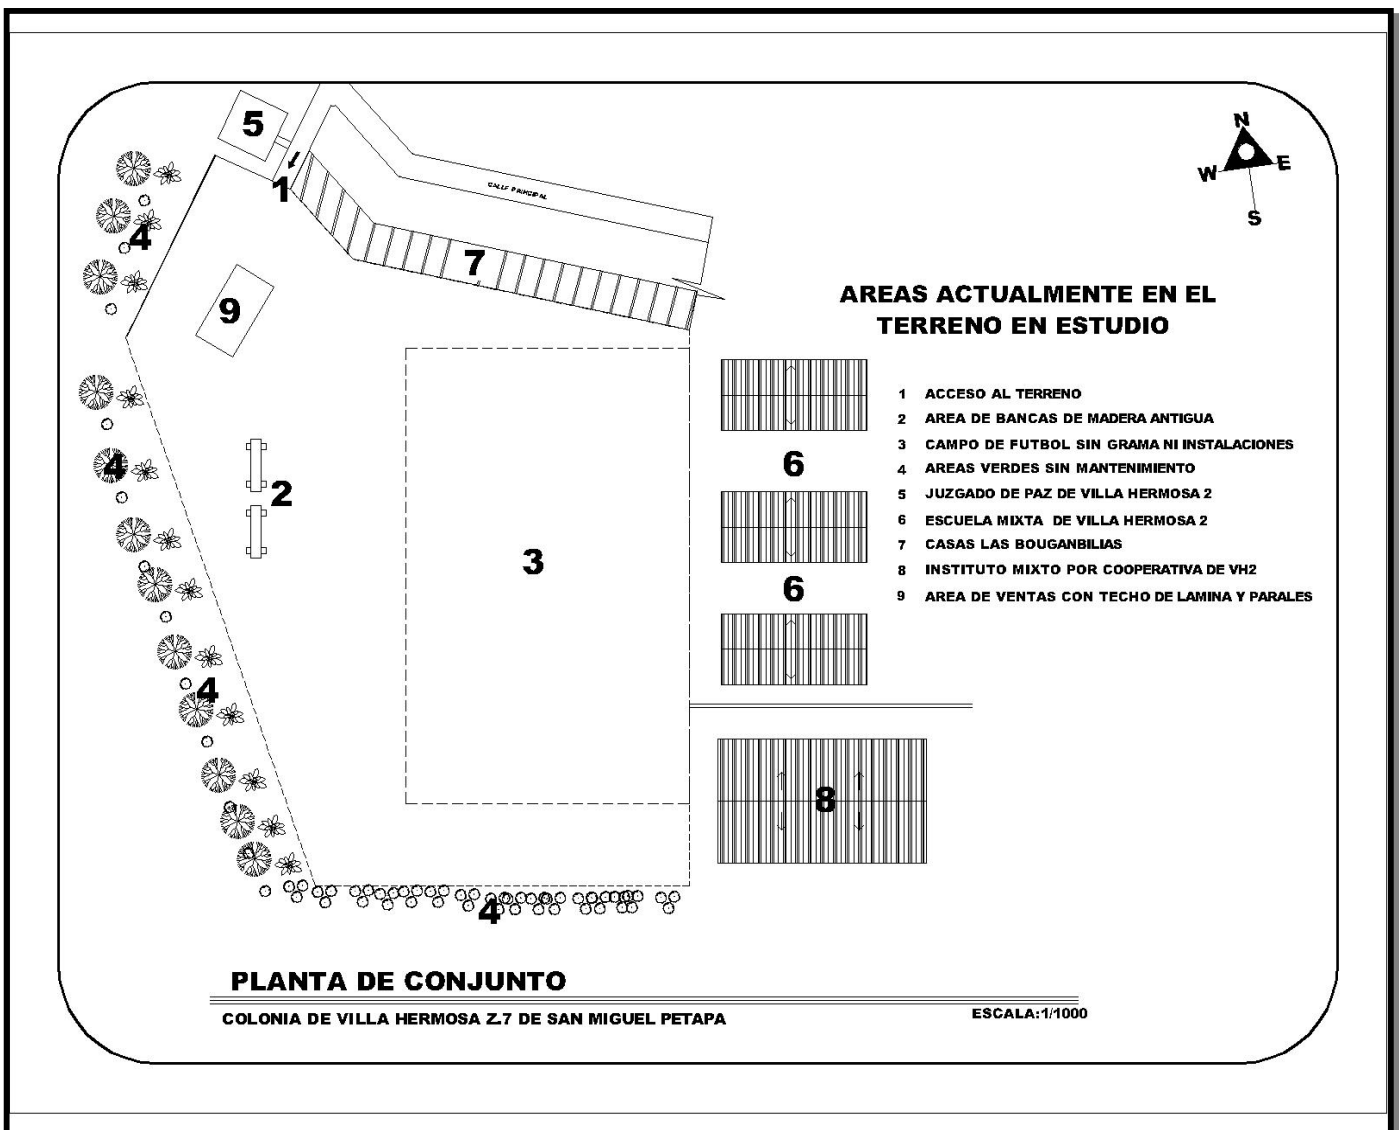 5
1
CALLE PRINCIPAL
N
W E
S
4
7
9
AREAS ACTUALMENTE EN EL
TERRENO EN ESTUDIO
1 ACCESO AL TERRENO
2 AREA DE BANCAS DE MADERA ANTIGUA
3 CAMPO DE FUTBOL SIN GRAMA NI INSTALACIONES
4 AREAS VERDES SIN MANTENIMIENTO
5 JUZGADO DE PAZ DE VILLA HERMOSA 2
6 ESCUELA MIXTA DE VILLA HERMOSA 2
7 CASAS LAS BOUGANBILIAS
8 INSTITUTO MIXTO POR COOPERATIVA DE VH2
9 AREA DE VENTAS CON TECHO DE LAMINA Y PARALES
4
2
6
3
6
4
8
4
PLANTA DE CONJUNTO
COLONIA DE VILLA HERMOSA Z.7 DE SAN MIGUEL PETAPA
ESCALA:1/1000